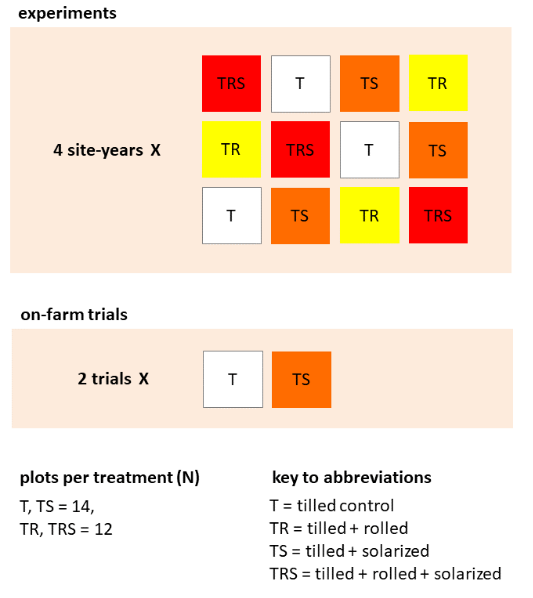 experiments
TRS T TS TR
4 site-years X TR TRS T TS
T TS TR TRS
on-farm trials
2 trials X T TS
plots per treatment (N)
T, TS = 14,
TR, TRS = 12
key to abbreviations
T = tilled control
TR = tilled + rolled
TS = tilled + solarized
TRS = tilled + rolled + solarized